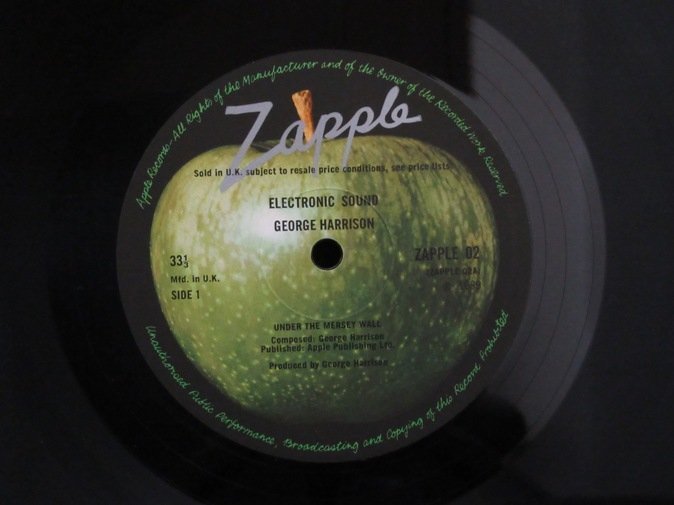 Apple Records-All Rights of the Manufacturer and of the Owner of the Recorded Work Reserved
Zapple
Sold in U.K. subject to resale price conditions, see price lists
ELECTRONIC SOUND
GEORGE HARRISON
33⅓
Mfd. in U.K.
SIDE 1
ZAPPLE 02
(ZAPPLE 02A)
1969
UNDER THE MERSEY WALL
Composed: George Harrison
Published: Apple Publishing Ltd.
Produced by George Harrison
Unauthorised Public Performance, Broadcasting and Copying of this Record Prohibited